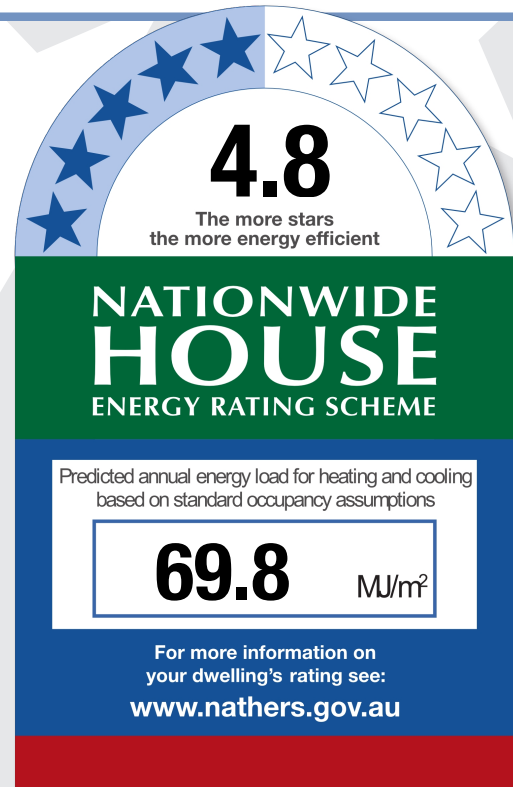 4.8
The more stars
the more energy efficient
NATIONWIDE
HOUSE
ENERGY RATING SCHEME
Predicted annual energy load for heating and cooling
based on standard occupancy assumptions
69.8 MJ/m²
For more information on
your dwelling's rating see:
www.nathers.gov.au